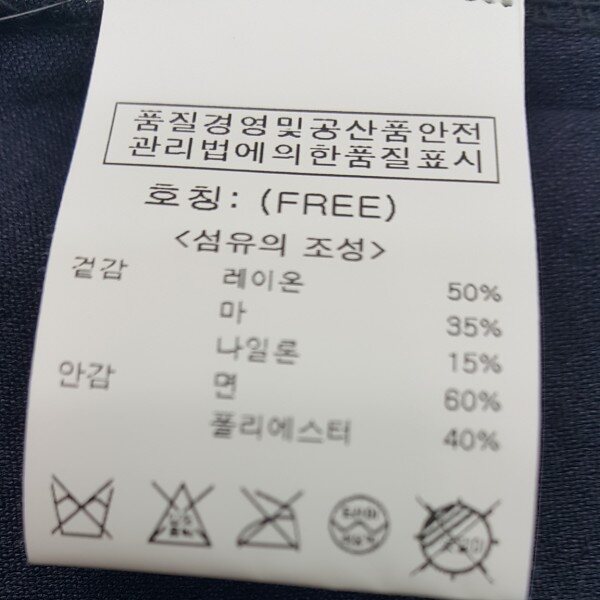 품질경영및공산품안전
관리법에의한품질표시
호칭: (FREE)
<섬유의 조성>
겉감 레이온 50%
마 35%
나일론 15%
안감 면 60%
폴리에스터 40%